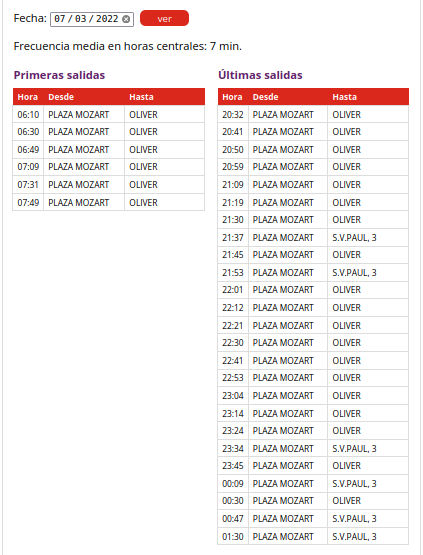 Fecha: 07/03/2022 ver
Frecuencia media en horas centrales: 7 min.
Primeras salidas
Hora Desde Hasta
06:10 PLAZA MOZART OLIVER
06:30 PLAZA MOZART OLIVER
06:49 PLAZA MOZART OLIVER
07:09 PLAZA MOZART OLIVER
07:31 PLAZA MOZART OLIVER
07:49 PLAZA MOZART OLIVER
Últimas salidas
Hora Desde Hasta
20:32 PLAZA MOZART OLIVER
20:41 PLAZA MOZART OLIVER
20:50 PLAZA MOZART OLIVER
20:59 PLAZA MOZART OLIVER
21:09 PLAZA MOZART OLIVER
21:19 PLAZA MOZART OLIVER
21:30 PLAZA MOZART OLIVER
21:37 PLAZA MOZART S.V.PAUL, 3
21:45 PLAZA MOZART OLIVER
21:53 PLAZA MOZART S.V.PAUL, 3
22:01 PLAZA MOZART OLIVER
22:12 PLAZA MOZART OLIVER
22:21 PLAZA MOZART OLIVER
22:30 PLAZA MOZART OLIVER
22:41 PLAZA MOZART OLIVER
22:53 PLAZA MOZART OLIVER
23:04 PLAZA MOZART OLIVER
23:14 PLAZA MOZART OLIVER
23:24 PLAZA MOZART OLIVER
23:34 PLAZA MOZART S.V.PAUL, 3
23:45 PLAZA MOZART OLIVER
00:09 PLAZA MOZART S.V.PAUL, 3
00:30 PLAZA MOZART OLIVER
00:47 PLAZA MOZART S.V.PAUL, 3
01:30 PLAZA MOZART S.V.PAUL, 3